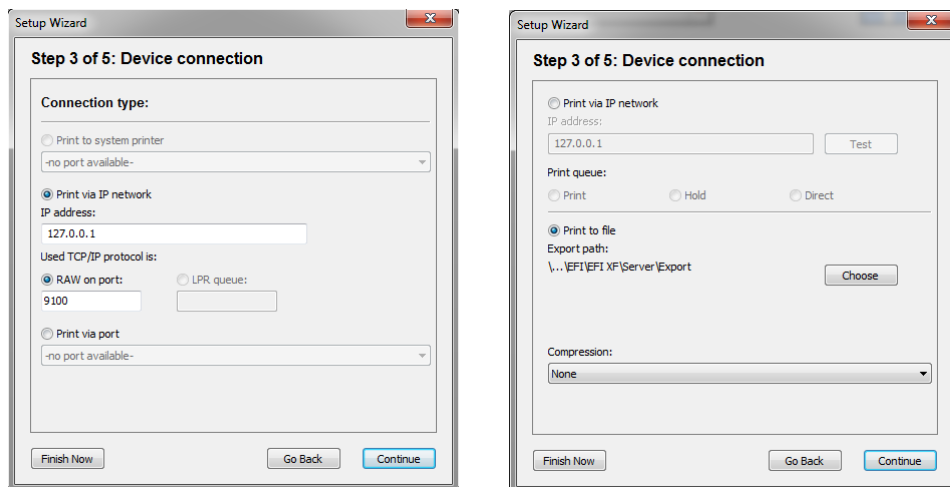 Setup Wizard
Step 3 of 5: Device connection
Connection type:
Print to system printer
-no port available-
Print via IP network
IP address:
127.0.0.1
Used TCP/IP protocol is:
RAW on port: LPR queue:
9100
Print via port
-no port available-
Finish Now Go Back Continue
Setup Wizard
Step 3 of 5: Device connection
Print via IP network
IP address:
127.0.0.1 Test
Print queue:
Print Hold Direct
Print to file
Export path:
\...\EFI\EFI XF\Server\Export
Choose
Compression:
None
Finish Now Go Back Continue